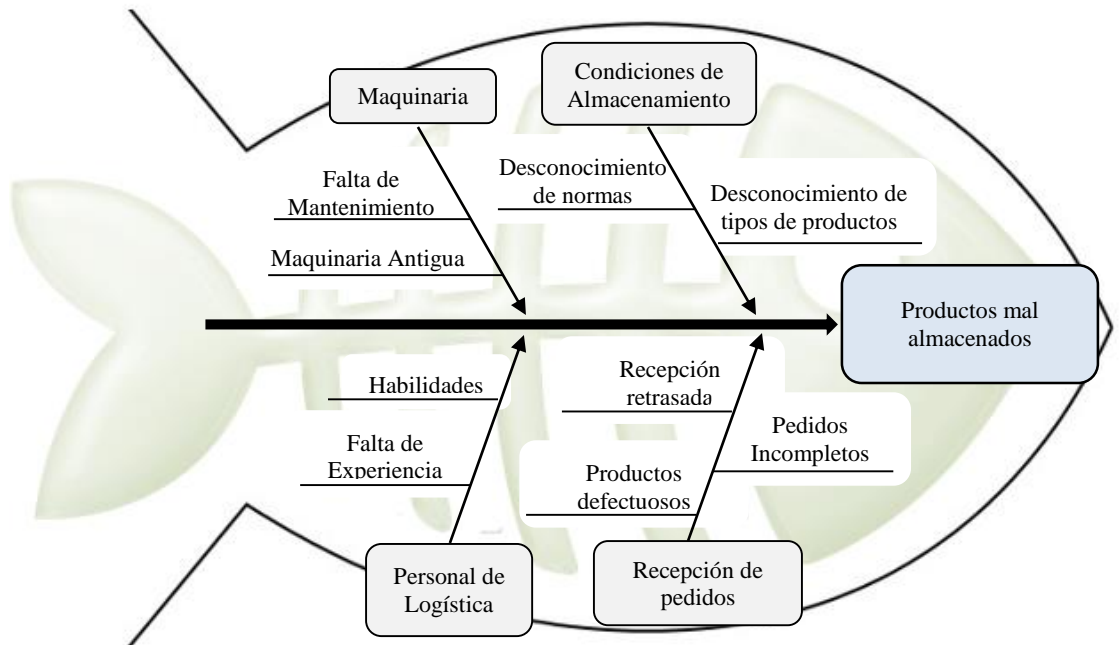 Maquinaria
Condiciones de
Almacenamiento
Falta de
Mantenimiento
Maquinaria Antigua
Desconocimiento
de normas
Desconocimiento de
tipos de productos
Productos mal
almacenados
Habilidades
Falta de
Experiencia
Recepción
retrasada
Pedidos
Incompletos
Productos
defectuosos
Personal de
Logística
Recepción de
pedidos